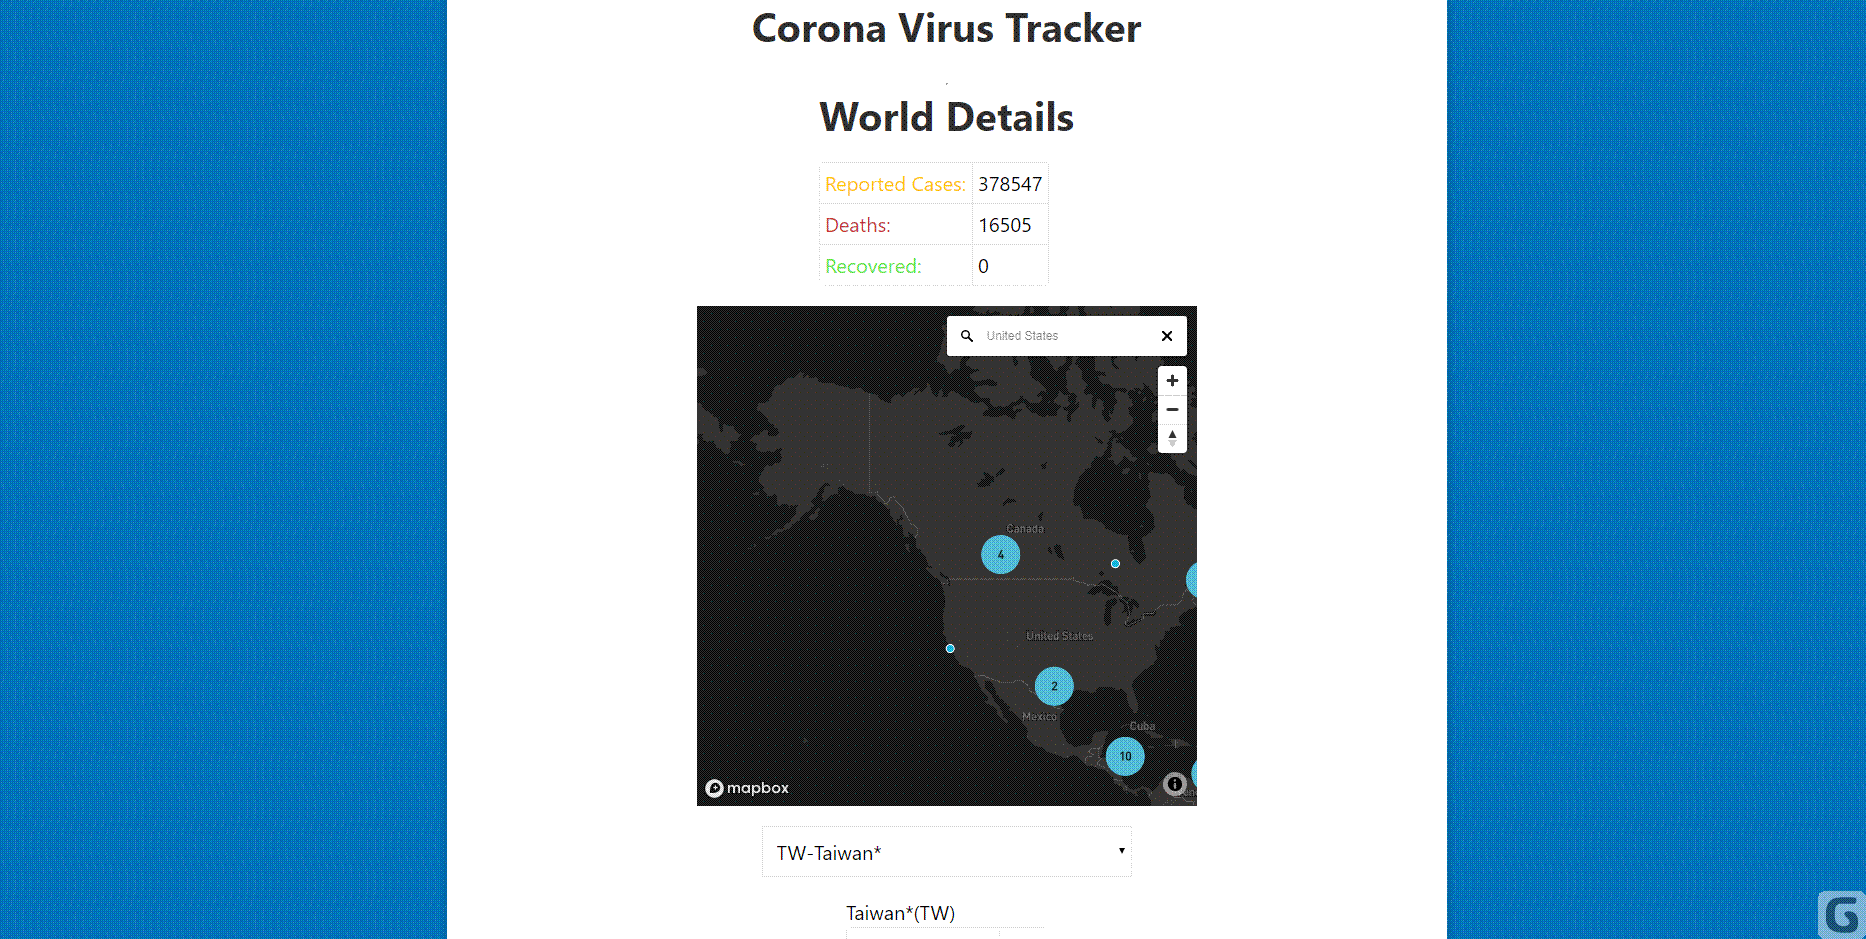 Corona Virus Tracker
.
World Details
Reported Cases: 378547
Deaths: 16505
Recovered: 0
United States
Canada
4
United States
2
Mexico
Cuba
10
mapbox
TW-Taiwan*
Taiwan*(TW)
G